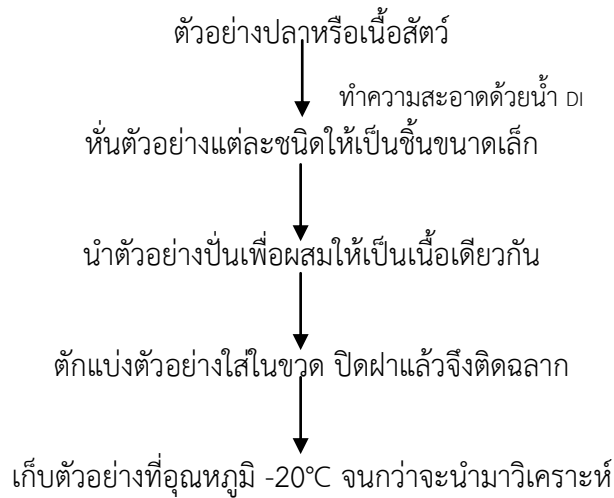 ตัวอย่างปลาหรือเนื้อสัตว์
ทำความสะอาดด้วยน้ำ DI
หั่นตัวอย่างแต่ละชนิดให้เป็นชิ้นขนาดเล็ก
นำตัวอย่างปั่นเพื่อผสมให้เป็นเนื้อเดียวกัน
ตักแบ่งตัวอย่างใส่ในขวด ปิดฝาแล้วจึงติดฉลาก
เก็บตัวอย่างที่อุณหภูมิ -20°C จนกว่าจะนำมาวิเคราะห์